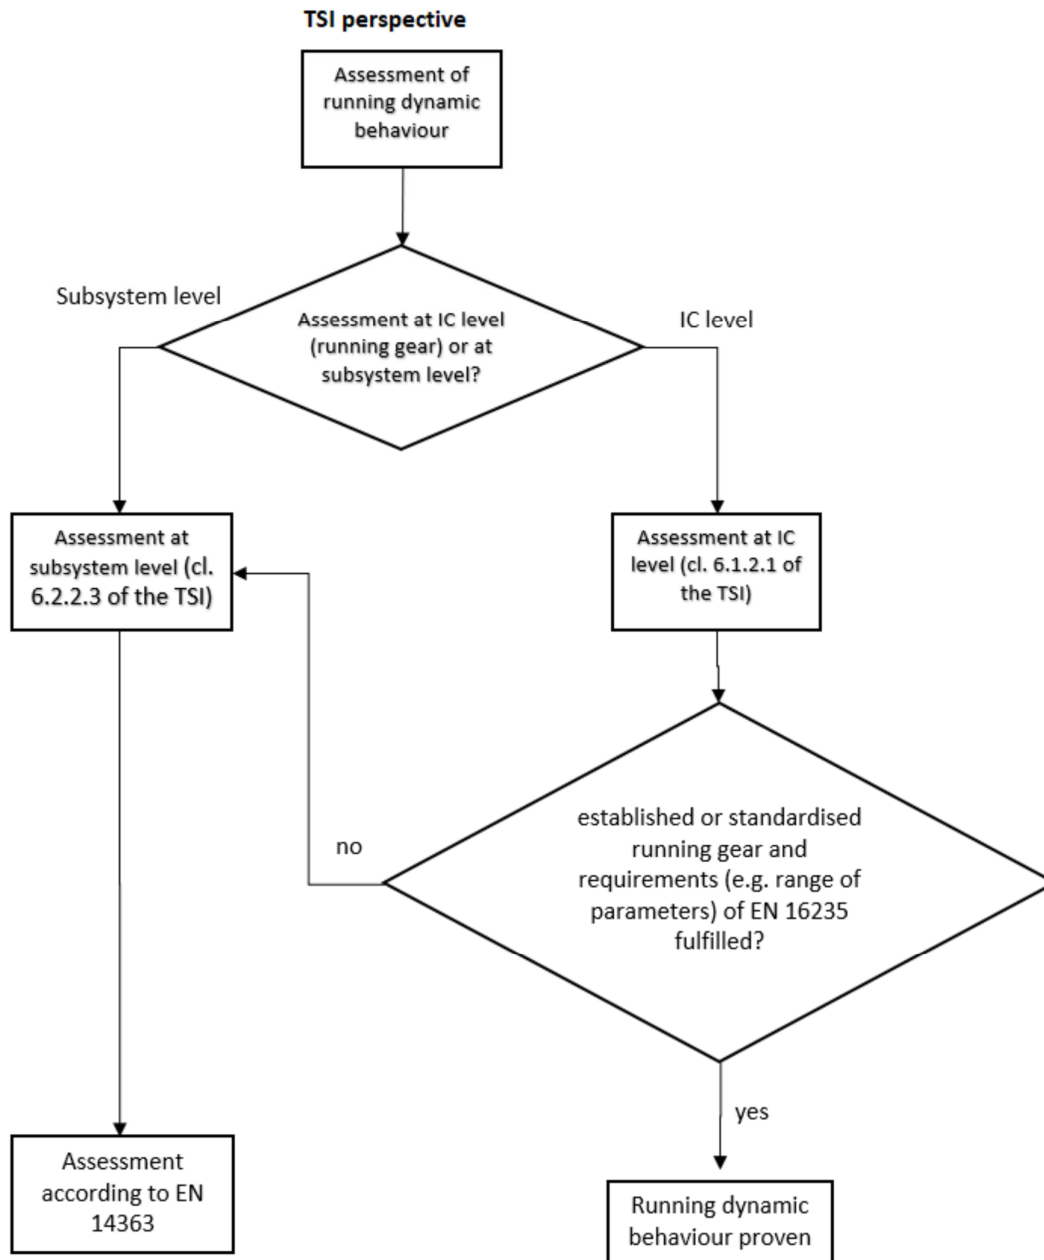 TSI perspective
Assessment of
running dynamic
behaviour
Subsystem level
Assessment at IC level
(running gear) or at
subsystem level?
IC level
Assessment at
subsystem level (cl.
6.2.2.3 of the TSI)
Assessment at IC
level (cl. 6.1.2.1 of
the TSI)
no
established or standardised
running gear and
requirements (e.g. range of
parameters) of EN 16235
fulfilled?
yes
Assessment
according to EN
14363
Running dynamic
behaviour proven